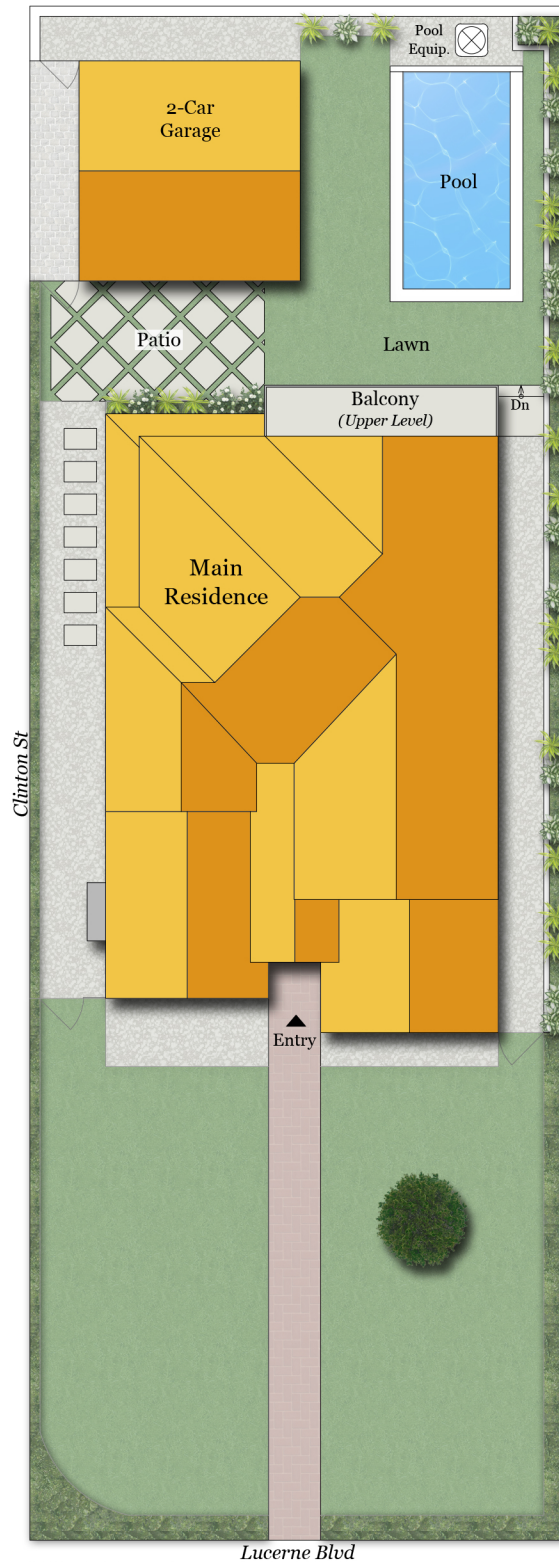 Pool
Equip.
2-Car
Garage
Pool
Patio
Lawn
Balcony
(Upper Level)
Dn
Main
Residence
Clinton St
Entry
Lucerne Blvd